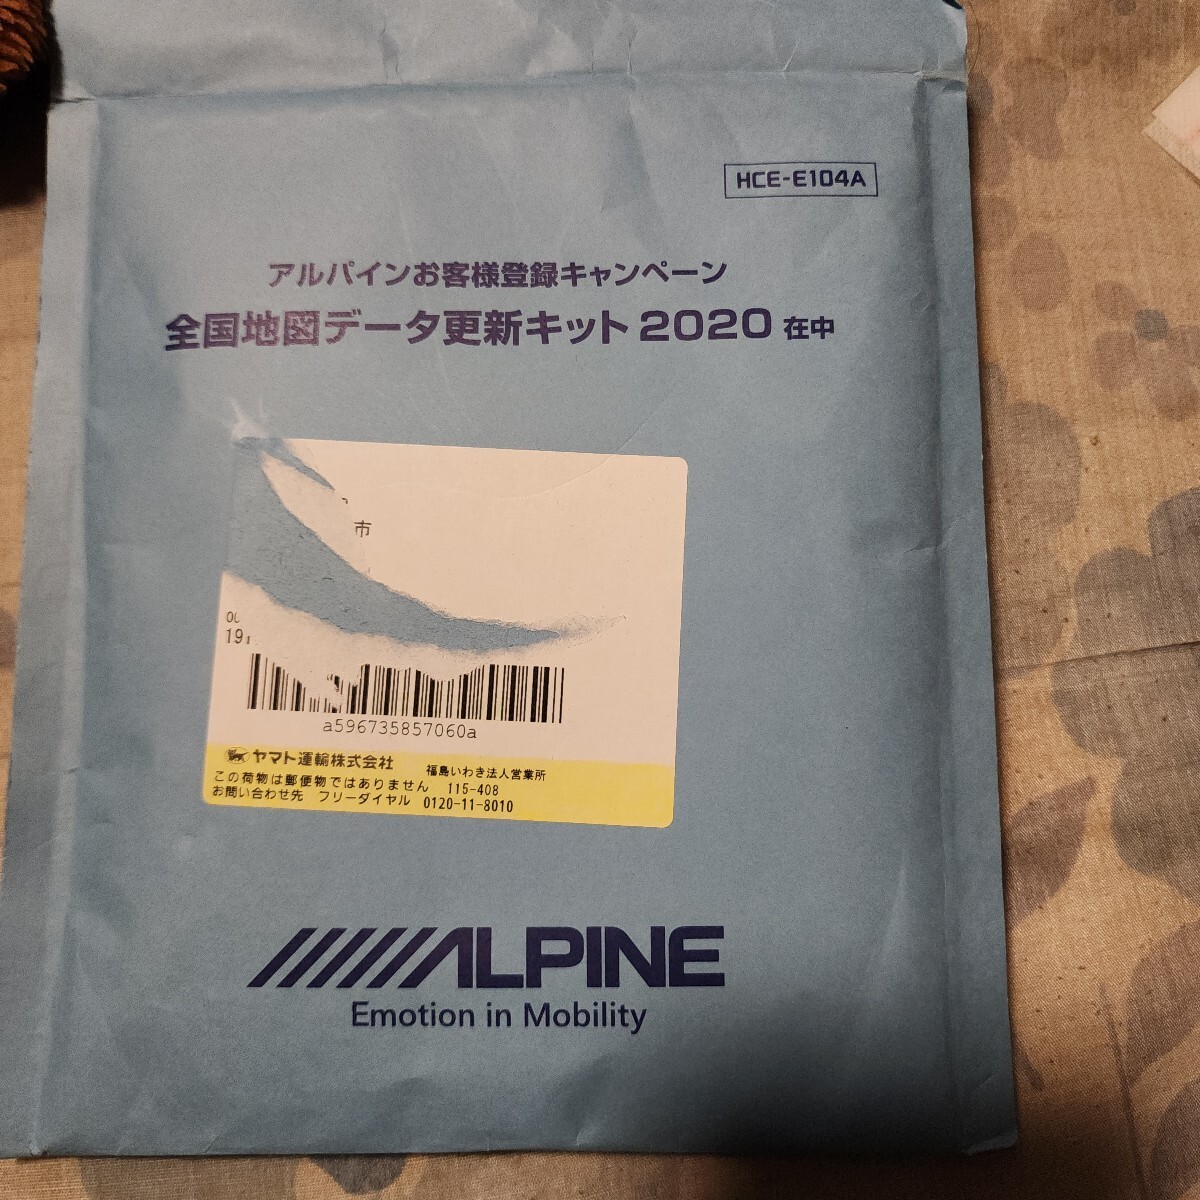 HCE-E104A
アルパインお客様登録キャンペーン
全国地図データ更新キット2020 在中
市
19
a596735857060a
ヤマト運輸株式会社 福島いわき法人営業所
この荷物は郵便物ではありません 115-408
お問い合わせ先 フリーダイヤル 0120-11-8010
ALPINE
Emotion in Mobility